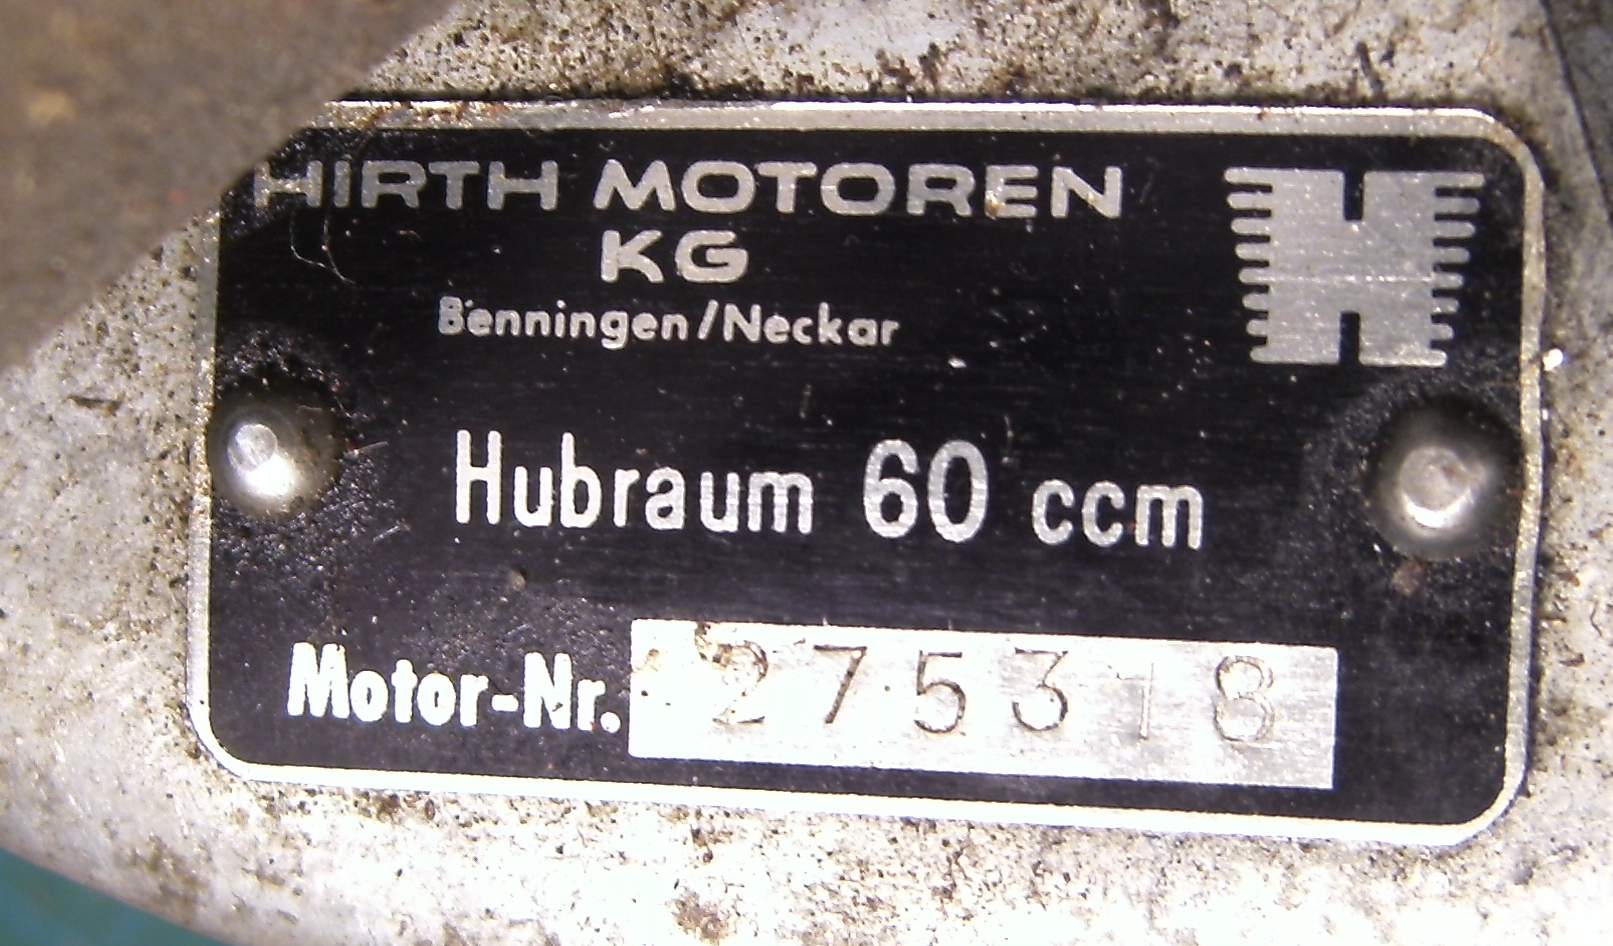 HIRTH MOTOREN
KG
Benningen/Neckar
H
Hubraum 60 ccm
Motor-Nr. 275318